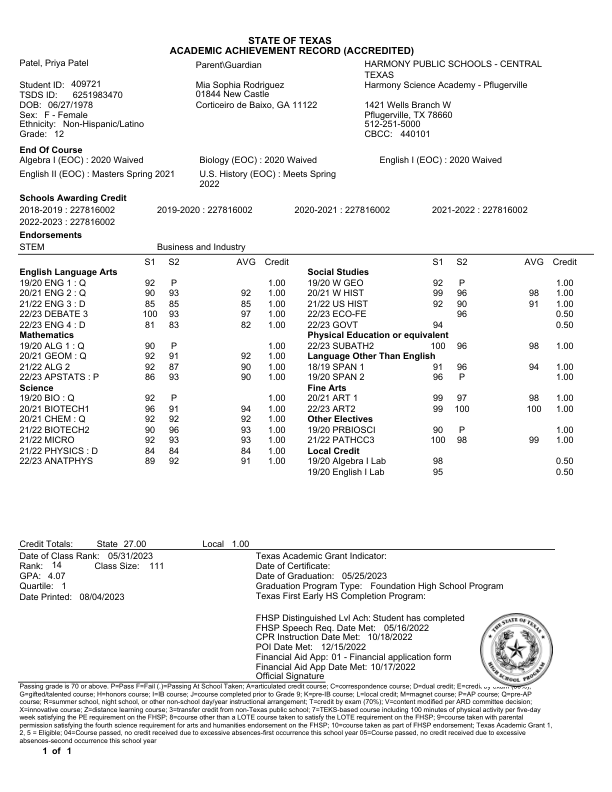 STATE OF TEXAS
ACADEMIC ACHIEVEMENT RECORD (ACCREDITED)
Patel, Priya Patel
Student ID: 409721
TSDS ID: 6251983470
DOB: 06/27/1978
Sex: F - Female
Ethnicity: Non-Hispanic/Latino
Grade: 12
Parent\Guardian
Mia Sophia Rodriguez
01844 New Castle
Corticeiro de Baixo, GA 11122
HARMONY PUBLIC SCHOOLS - CENTRAL
TEXAS
Harmony Science Academy - Pflugerville
1421 Wells Branch W
Pflugerville, TX 78660
512-251-5000
CBCC: 440101
End Of Course
Algebra I (EOC) : 2020 Waived Biology (EOC) : 2020 Waived English I (EOC) : 2020 Waived
English II (EOC) : Masters Spring 2021 U.S. History (EOC) : Meets Spring
2022
Schools Awarding Credit
2018-2019 : 227816002 2019-2020 : 227816002 2020-2021 : 227816002 2021-2022 : 227816002
2022-2023 : 227816002
Endorsements
STEM Business and Industry
S1 S2 AVG Credit
English Language Arts
19/20 ENG 1 : Q 92 P 1.00
20/21 ENG 2 : Q 90 93 92 1.00
21/22 ENG 3 : D 85 85 85 1.00
22/23 DEBATE 3 100 93 97 1.00
22/23 ENG 4 : D 81 83 82 1.00
Mathematics
19/20 ALG 1 : Q 90 P 1.00
20/21 GEOM : Q 92 91 92 1.00
21/22 ALG 2 92 87 90 1.00
22/23 APSTATS : P 86 93 90 1.00
Science
19/20 BIO : Q 92 P 1.00
20/21 BIOTECH1 96 91 94 1.00
20/21 CHEM : Q 92 92 92 1.00
21/22 BIOTECH2 90 96 93 1.00
21/22 MICRO 92 93 93 1.00
21/22 PHYSICS : D 84 84 84 1.00
22/23 ANATPHYS 89 92 91 1.00
S1 S2 AVG Credit
Social Studies
19/20 W GEO 92 P 1.00
20/21 W HIST 99 96 98 1.00
21/22 US HIST 92 90 91 1.00
22/23 ECO-FE 96 0.50
22/23 GOVT 94 0.50
Physical Education or equivalent
22/23 SUBATH2 100 96 98 1.00
Language Other Than English
18/19 SPAN 1 91 96 94 1.00
19/20 SPAN 2 96 P 1.00
Fine Arts
20/21 ART 1 99 97 98 1.00
22/23 ART2 99 100 100 1.00
Other Electives
19/20 PRBIOSCI 90 P 1.00
21/22 PATHCC3 100 98 99 1.00
Local Credit
19/20 Algebra I Lab 98 0.50
19/20 English I Lab 95 0.50
Credit Totals: State 27.00 Local 1.00
Date of Class Rank: 05/31/2023
Rank: 14 Class Size: 111
GPA: 4.07
Quartile: 1
Date Printed: 08/04/2023
Texas Academic Grant Indicator:
Date of Certificate:
Date of Graduation: 05/25/2023
Graduation Program Type: Foundation High School Program
Texas First Early HS Completion Program:
FHSP Distinguished Lvl Ach: Student has completed
FHSP Speech Req. Date Met: 05/16/2022
CPR Instruction Date Met: 10/18/2022
POI Date Met: 12/15/2022
Financial Aid App: 01 - Financial application form
Financial Aid App Date Met: 10/17/2022
Official Signature
THE STATE OF TEXAS
HIGH SCHOOL PROGRAM
Passing grade is 70 or above. P=Pass F=Fail (.)=Passing At School Taken; A=articulated credit course; C=correspondence course; D=dual credit; E=credit by exam
G=gifted/talented course; H=honors course; I=IB course; J=course completed prior to Grade 9; K=pre-IB course; L=local credit; M=magnet course; P=AP course; Q=pre-AP
course; R=summer school, night school, or other non-school day/year instructional arrangement; T=credit by exam (70%); V=content modified per ARD committee decision;
X=innovative course; Z=distance learning course; 3=transfer credit from non-Texas public school; 7=TEKS-based course including 100 minutes of physical activity per five-day
week satisfying the PE requirement on the FHSP; 8=course other than a LOTE course taken to satisfy the LOTE requirement on the FHSP; 9=course taken with parental
permission satisfying the fourth science requirement for arts and humanities endorsement on the FHSP; 10=course taken as part of FHSP endorsement; Texas Academic Grant 1,
2, 5 = Eligible; 04=Course passed, no credit received due to excessive absences-first occurrence this school year 05=Course passed, no credit received due to excessive
absences-second occurrence this school year
1 of 1